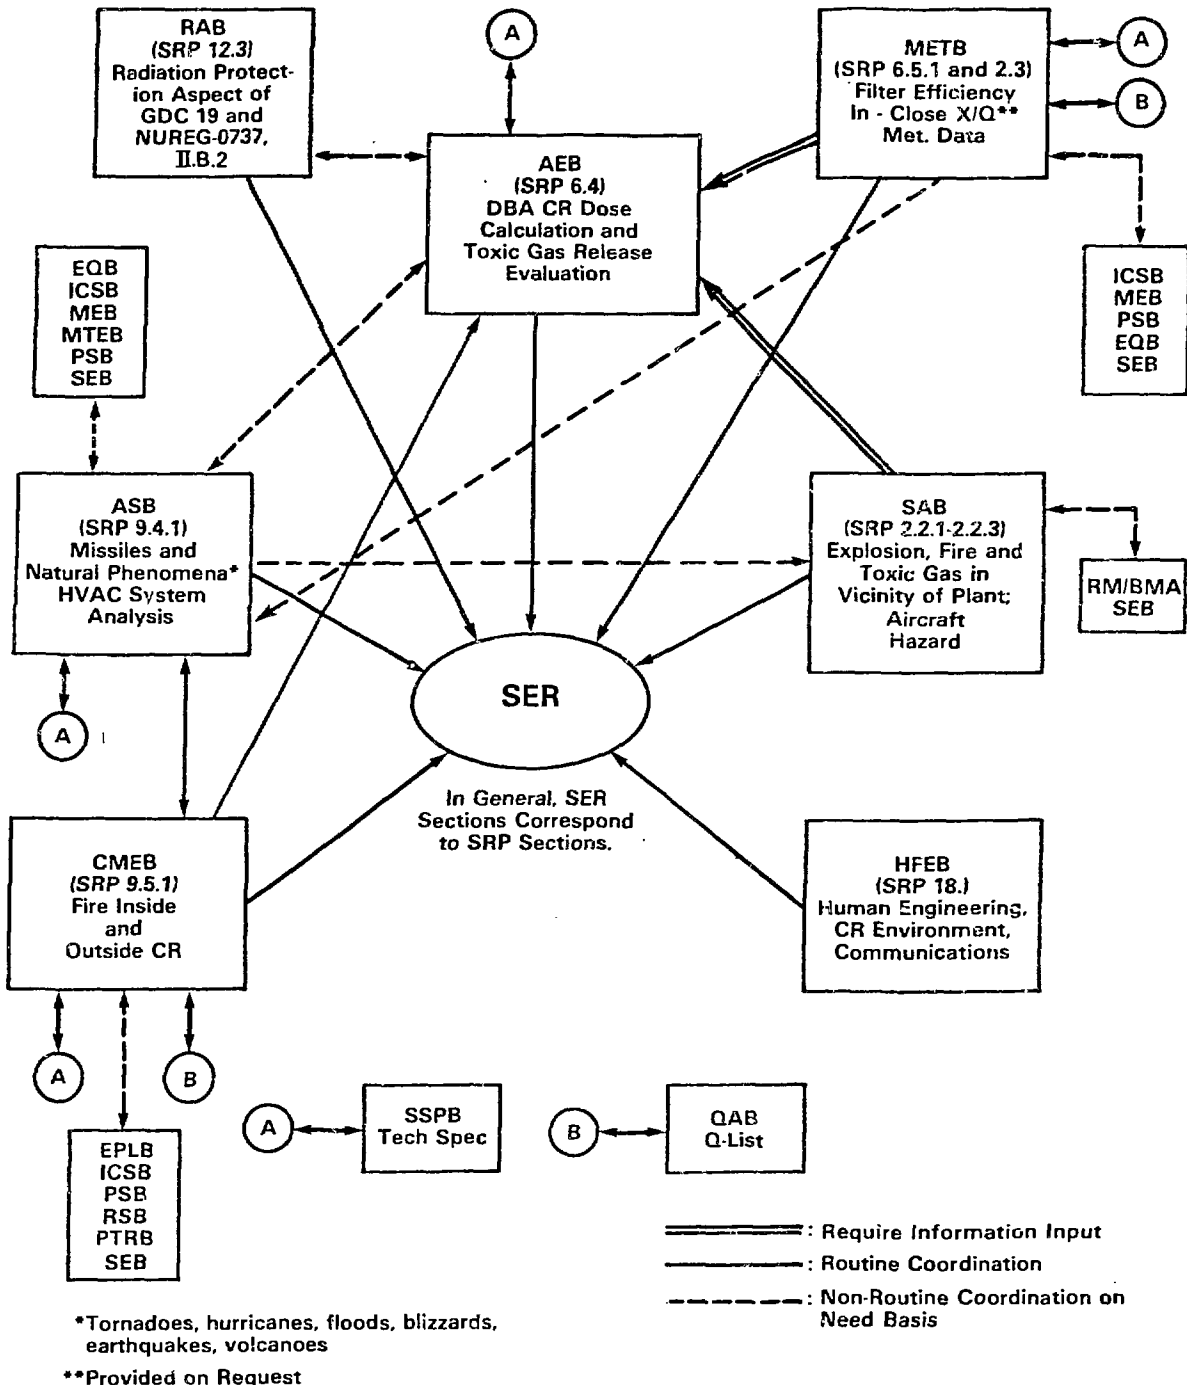 RAB
(SRP 12.3)
Radiation Protect-
ion Aspect of
GDC 19 and
NUREG-0737,
II.B.2
A
METB
(SRP 6.5.1 and 2.3)
Filter Efficiency
In - Close X/Q**
Met. Data
A
B
AEB
(SRP 6.4)
DBA CR Dose
Calculation and
Toxic Gas Release
Evaluation
EQB
ICSB
MEB
MTEB
PSB
SEB
ICSB
MEB
PSB
EQB
SEB
ASB
(SRP 9.4.1)
Missiles and
Natural Phenomena*
HVAC System
Analysis
SAB
(SRP 2.2.1-2.2.3)
Explosion, Fire and
Toxic Gas in
Vicinity of Plant;
Aircraft
Hazard
RM/BMA
SEB
A
SER
In General, SER
Sections Correspond
to SRP Sections.
CMEB
(SRP 9.5.1)
Fire Inside
and
Outside CR
HFEB
(SRP 18.)
Human Engineering,
CR Environment,
Communications
A
B
EPLB
ICSB
PSB
RSB
PTRB
SEB
A
SSPB
Tech Spec
B
QAB
Q-List
: Require Information Input
: Routine Coordination
: Non-Routine Coordination on
Need Basis
*Tornadoes, hurricanes, floods, blizzards,
earthquakes, volcanoes
**Provided on Request